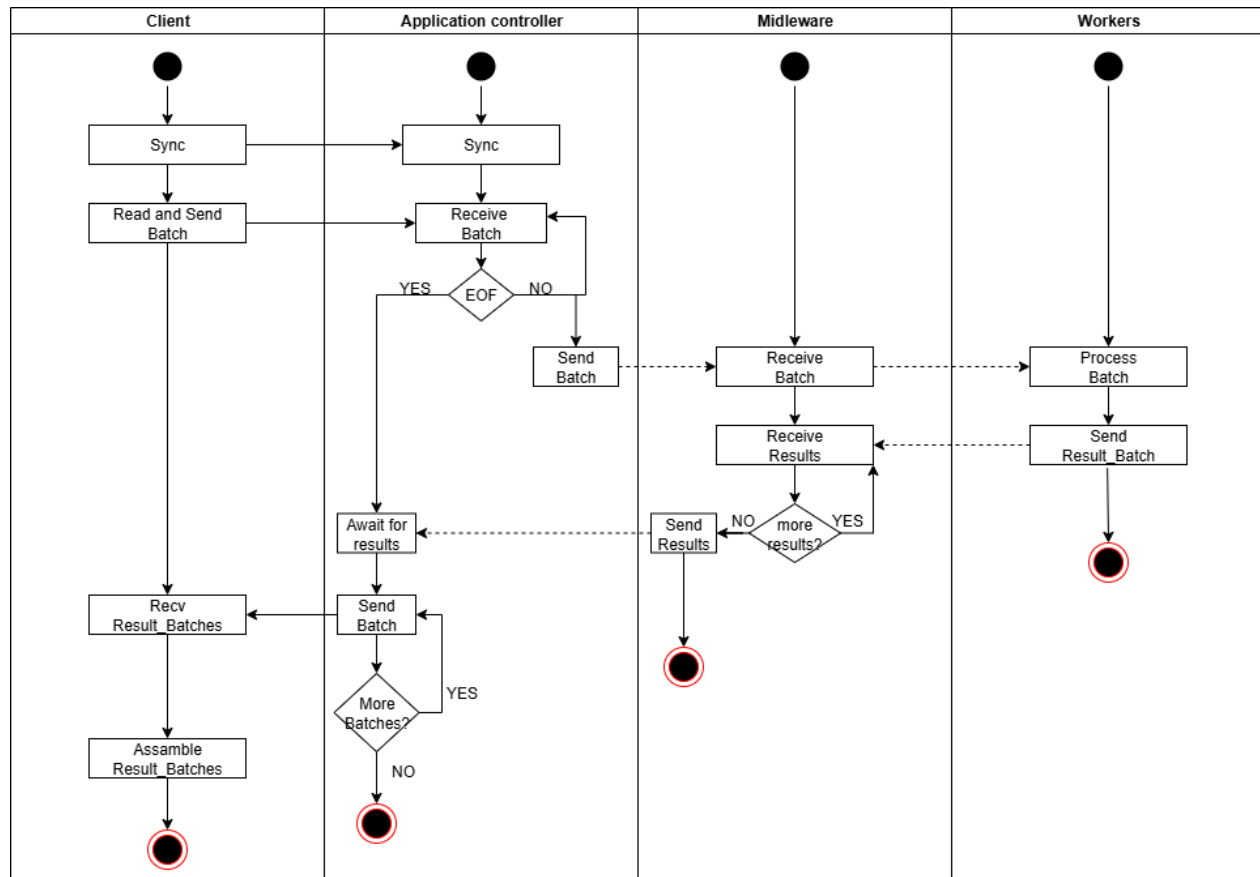 Client
Application controller
Midleware
Workers
Sync
Sync
Read and Send
Batch
Receive
Batch
YES
EOF
NO
Send
Batch
Receive
Batch
Process
Batch
Receive
Results
Send
Result_Batch
Await for
results
Send
Results
NO
more
results?
YES
Recv
Result_Batches
Send
Batch
More
Batches?
YES
Assamble
Result_Batches
NO